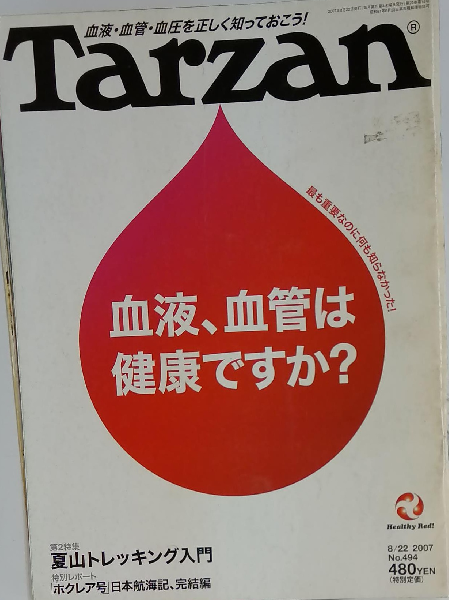 血液・血管・血圧を正しく知っておこう!
Tarzan®
最も重要なのに何も知らなかった!
血液、血管は
健康ですか?
Healthy Red!
第2特集
夏山トレッキング入門
特別レポート
「ホクレア号」日本航海記、完結編
8/22 2007
No.494
480YEN
(特別定価)